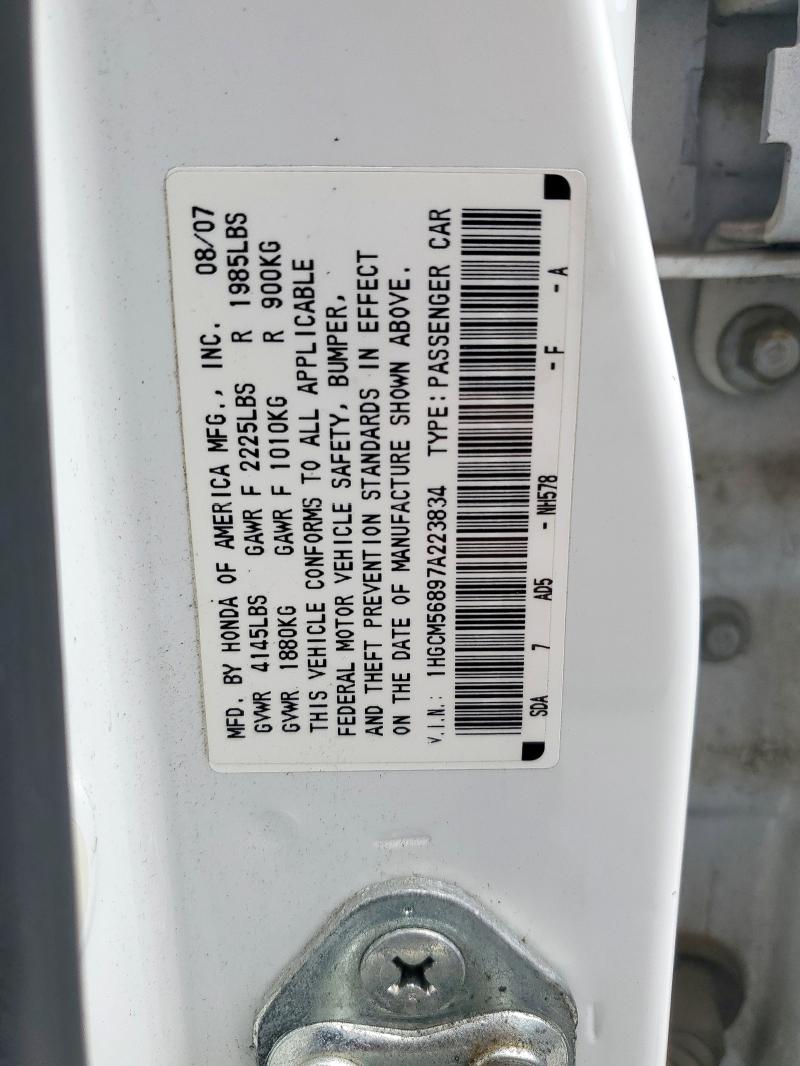 MFD. BY HONDA OF AMERICA MFG., INC. 08/07
GVWR 4145LBS GAWR F 2225LBS R 1985LBS
GVWR 1880KG GAWR F 1010KG R 900KG
THIS VEHICLE CONFORMS TO ALL APPLICABLE
FEDERAL MOTOR VEHICLE SAFETY, BUMPER,
AND THEFT PREVENTION STANDARDS IN EFFECT
ON THE DATE OF MANUFACTURE SHOWN ABOVE.
V.I.N.: 1HGCM56897A223834 TYPE:PASSENGER CAR
SDA 7 AD5 - NH578 - F - A